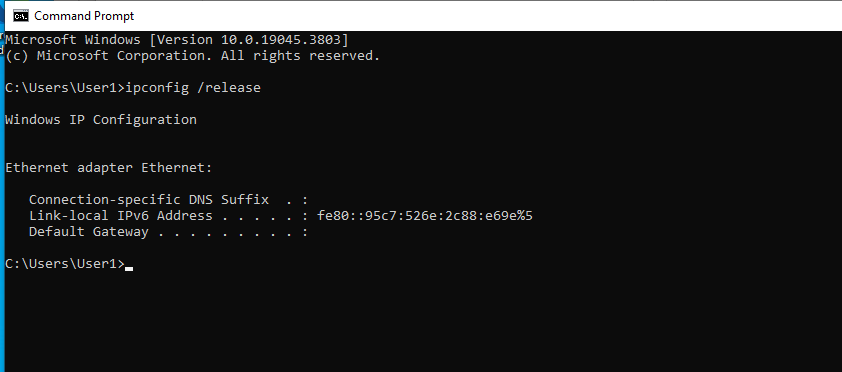 Command Prompt
Microsoft Windows [Version 10.0.19045.3803]
(c) Microsoft Corporation. All rights reserved.
C:\Users\User1>ipconfig /release
Windows IP Configuration
Ethernet adapter Ethernet:
   Connection-specific DNS Suffix  . :
   Link-local IPv6 Address . . . . . : fe80::95c7:526e:2c88:e69e%5
   Default Gateway . . . . . . . . . :
C:\Users\User1>